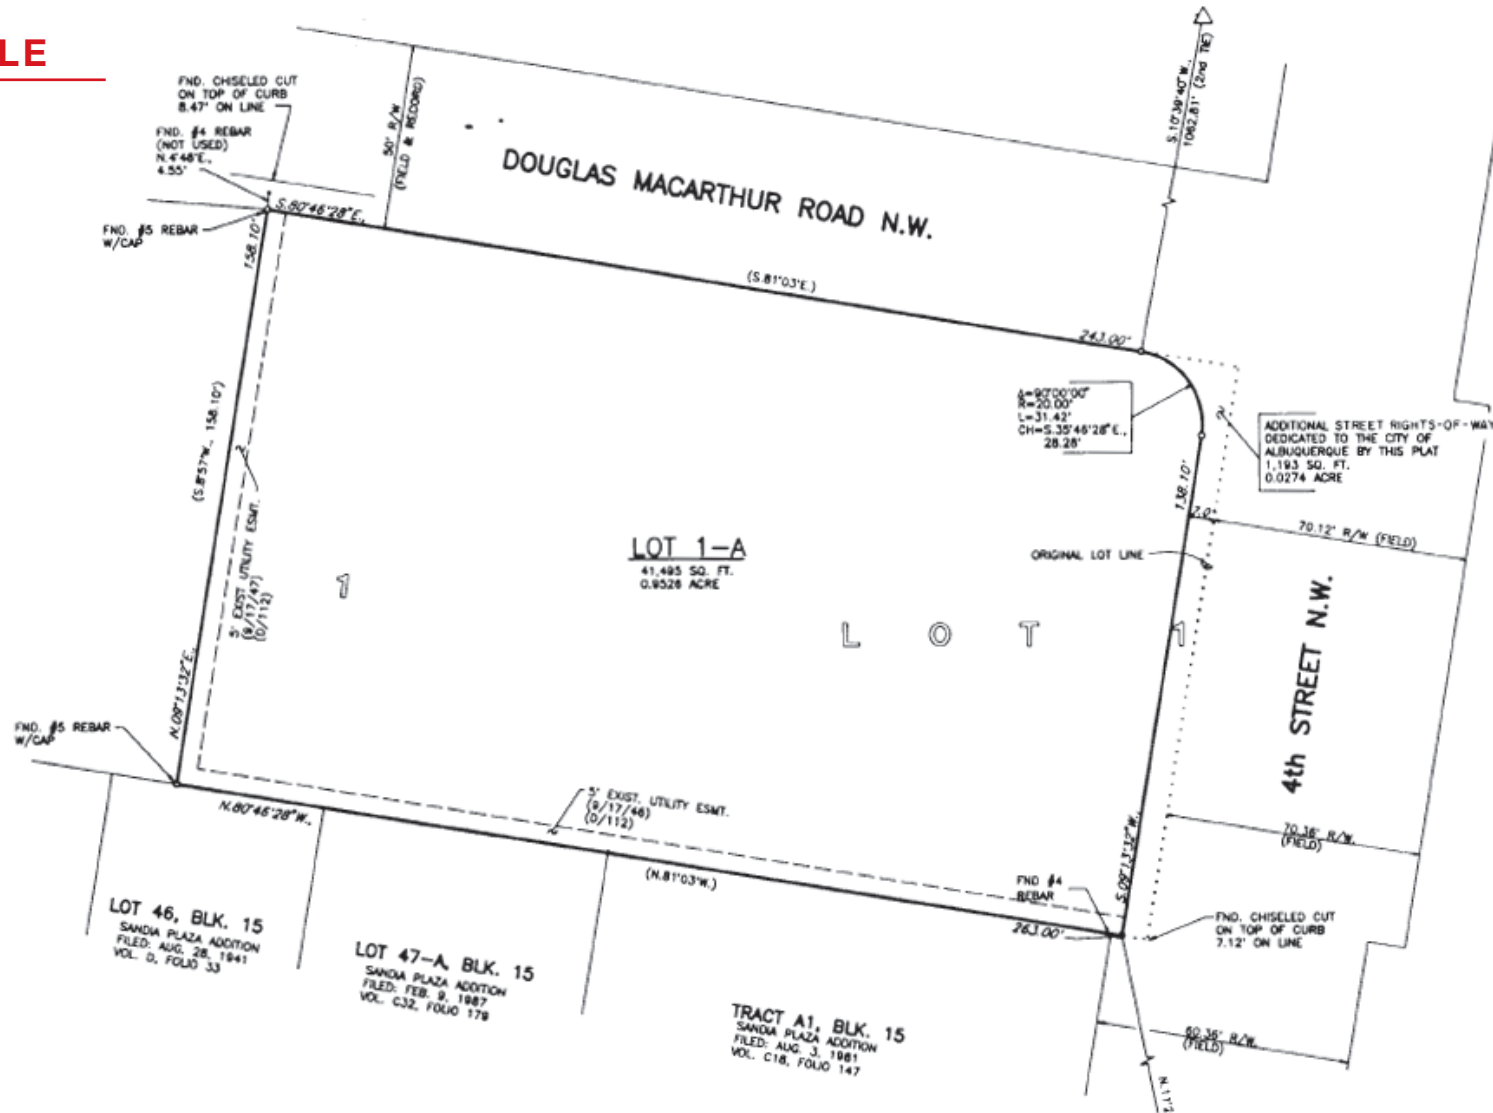 LE
FND. CHISELED CUT
ON TOP OF CURB
8.47' ON LINE
FND. #4 REBAR
(NOT USED)
N.4°48'E.,
4.55'
FND. #5 REBAR
W/CAP
50' R/W
(FIELD & RECORD)
S.10°39'40"W.,
1062.81' (2nd TIE)
DOUGLAS MACARTHUR ROAD N.W.
S.80°46'28"E.,
(S.81°03'E.)
243.00'
158.10'
(S.8°57'W., 158.10')
N.09°13'32"E.,
5' EXIST UTILITY ESMT.
(9/17/47)
(D/112)
Δ=90°00'00"
R=20.00'
L=31.42'
CH=S.35°46'28"E.,
28.28'
ADDITIONAL STREET RIGHTS-OF-WAY
DEDICATED TO THE CITY OF
ALBUQUERQUE BY THIS PLAT
1,193 SQ. FT.
0.0274 ACRE
138.10'
7.0'
70.12' R/W (FIELD)
ORIGINAL LOT LINE
LOT 1-A
41,495 SQ. FT.
0.9526 ACRE
1
LOT 1
4th STREET N.W.
FND. #5 REBAR
W/CAP
N.80°46'28"W.,
5' EXIST. UTILITY ESMT.
(9/17/46)
(D/112)
(N.81°03'W.)
263.00'
S.09°13'32"W.,
70.36' R/W.
(FIELD)
FND #4
REBAR
FND. CHISELED CUT
ON TOP OF CURB
7.12' ON LINE
LOT 46, BLK. 15
SANDIA PLAZA ADDITION
FILED: AUG. 28, 1941
VOL. D, FOLIO 33
LOT 47-A, BLK. 15
SANDIA PLAZA ADDITION
FILED: FEB. 9, 1987
VOL. C32, FOLIO 179
TRACT A1, BLK. 15
SANDIA PLAZA ADDITION
FILED: AUG. 3, 1981
VOL. C18, FOLIO 147
60.36' R/W.
(FIELD)